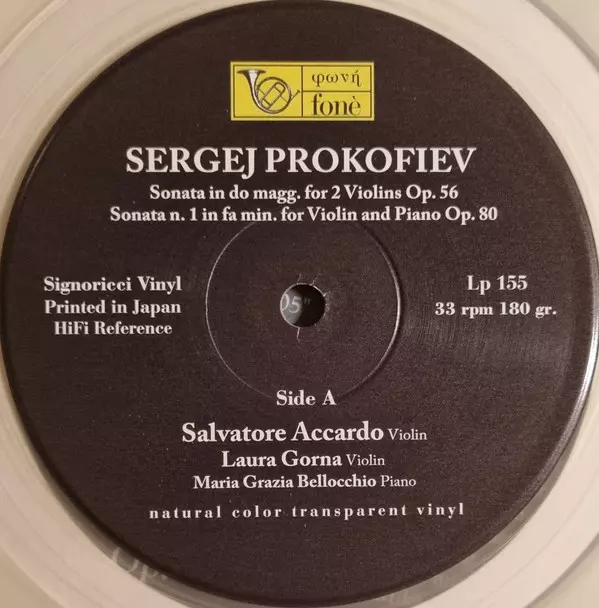 φωνή
fonè
SERGEJ PROKOFIEV
Sonata in do magg. for 2 Violins Op. 56
Sonata n. 1 in fa min. for Violin and Piano Op. 80
Signoricci Vinyl
Printed in Japan
HiFi Reference
Lp 155
33 rpm 180 gr.
05"
Side A
Salvatore Accardo Violin
Laura Gorna Violin
Maria Grazia Bellocchio Piano
natural color transparent vinyl
Op.